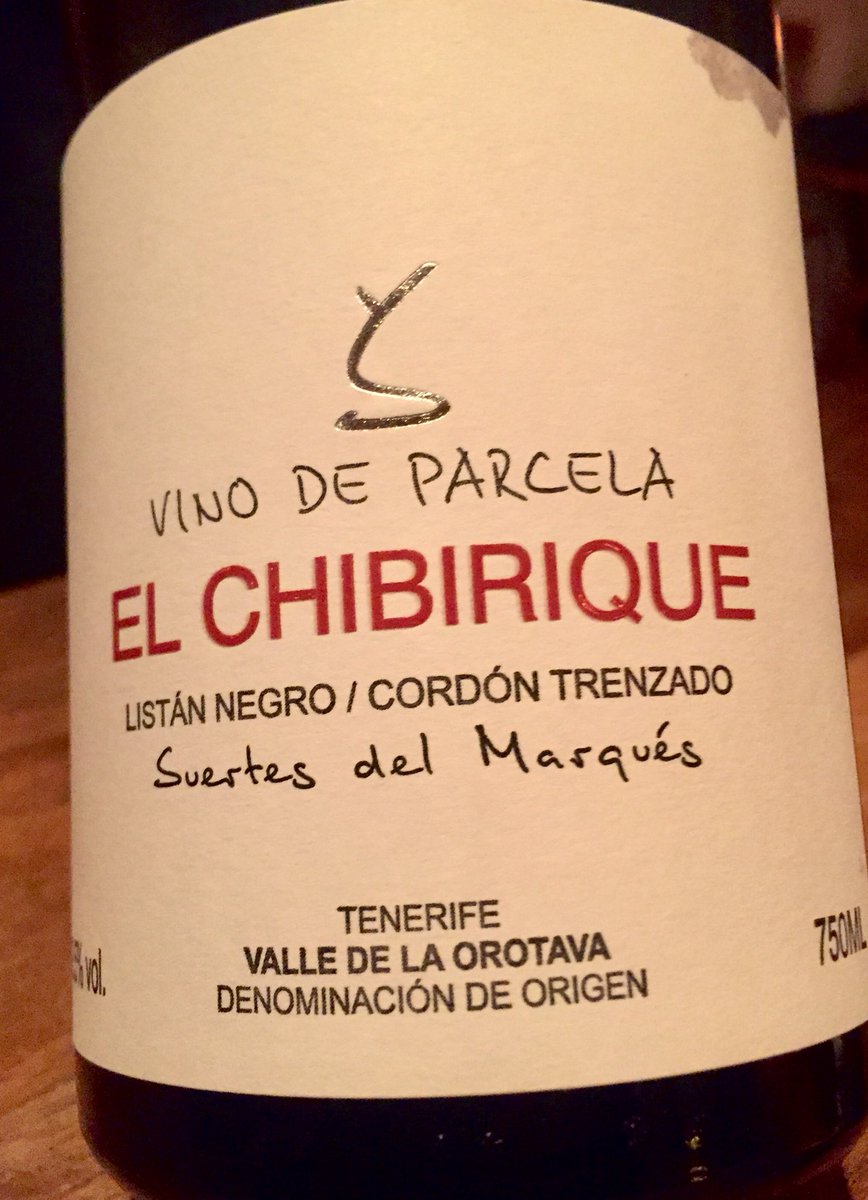 VINO DE PARCELA
EL CHIBIRIQUE
LISTÁN NEGRO / CORDÓN TRENZADO
Suertes del Marqués
TENERIFE
VALLE DE LA OROTAVA
DENOMINACIÓN DE ORIGEN
vol.
750ML